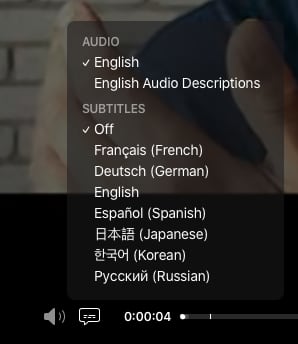 AUDIO
✓ English
English Audio Descriptions
SUBTITLES
✓ Off
Français (French)
Deutsch (German)
English
Español (Spanish)
日本語 (Japanese)
한국어 (Korean)
Русский (Russian)
0:00:04